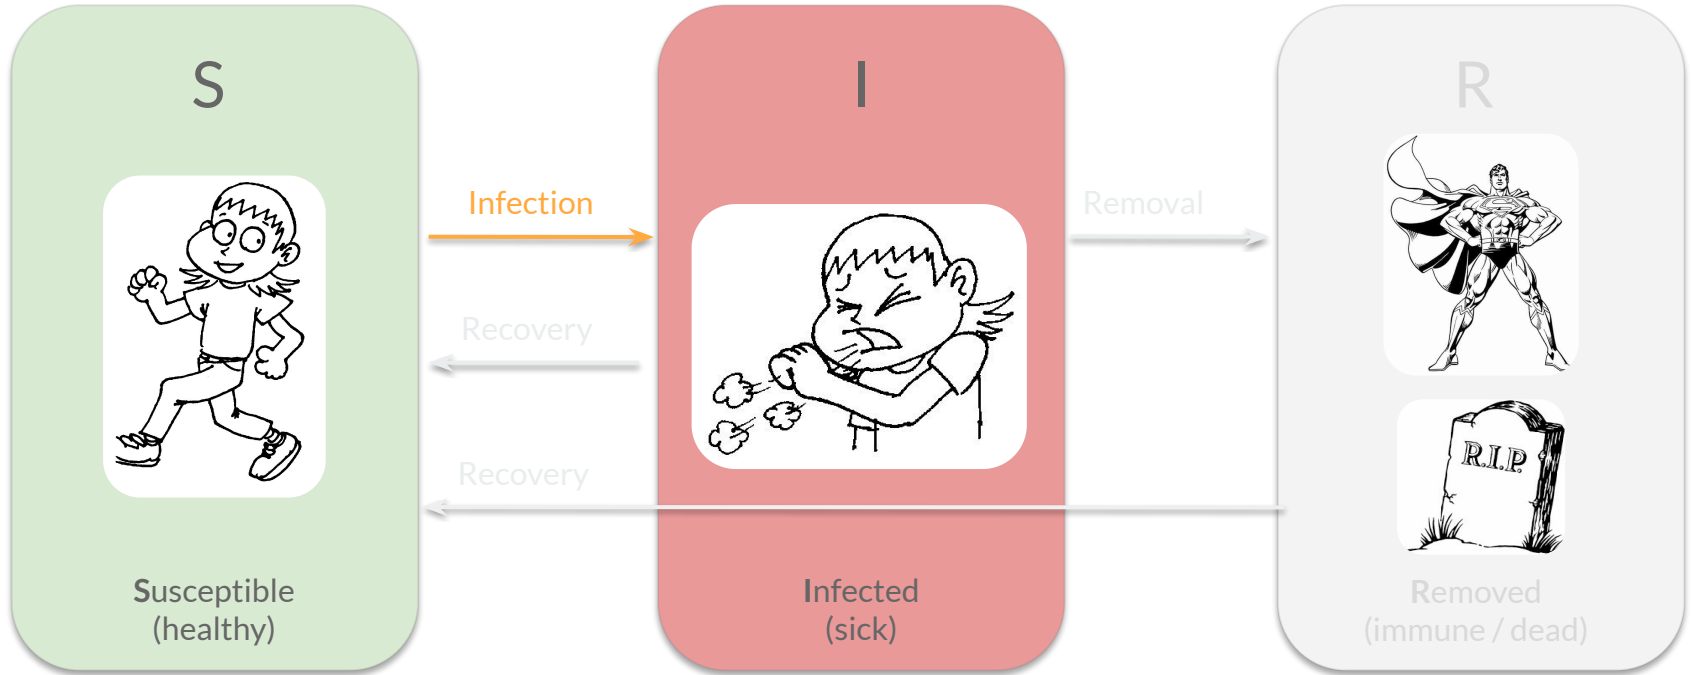 S
I
R
Infection
Removal
Recovery
Recovery
R.I.P.
Susceptible
(healthy)
Infected
(sick)
Removed
(immune / dead)